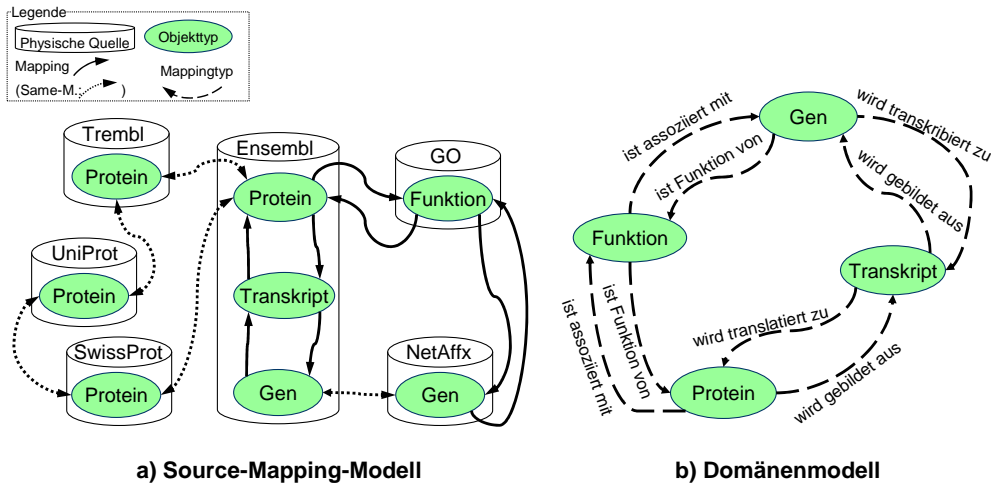 Legende
Physische Quelle
Objekttyp
Mapping
(Same-M.: )
Mappingtyp
Trembl
Protein
UniProt
Protein
SwissProt
Protein
Ensembl
Protein
Transkript
Gen
GO
Funktion
NetAffx
Gen
a) Source-Mapping-Modell
Gen
Funktion
Transkript
Protein
ist assoziiert mit
ist Funktion von
wird transkribiert zu
wird gebildet aus
wird translatiert zu
wird gebildet aus
ist assoziiert mit
ist Funktion von
b) Domänenmodell